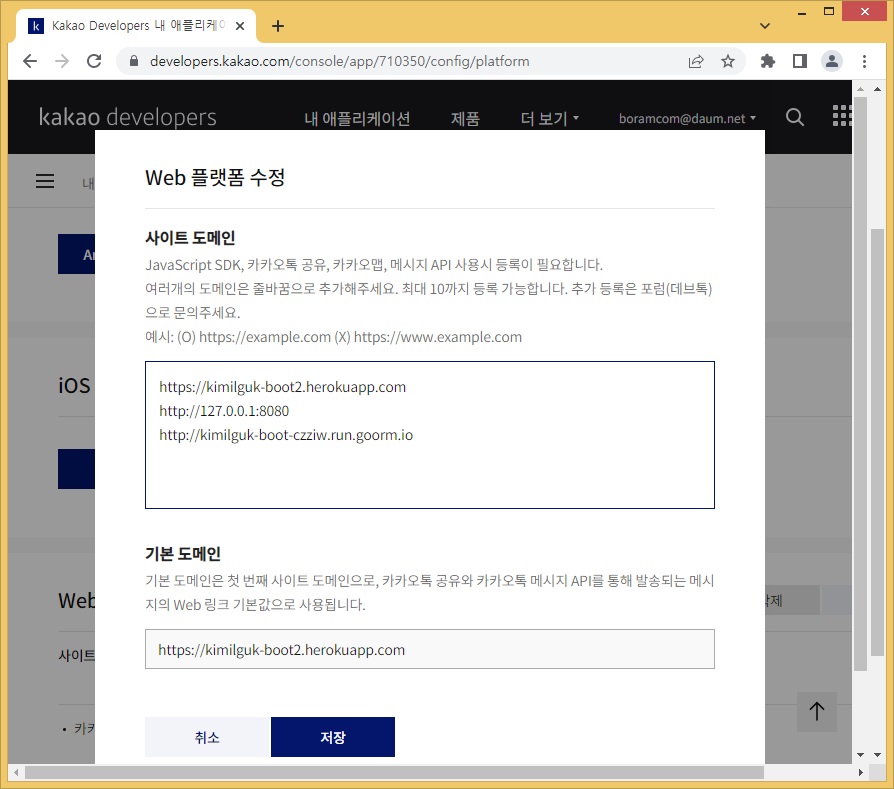 Kakao Developers 내 애플리케이
developers.kakao.com/console/app/710350/config/platform
kakao developers
내 애플리케이션
제품
더 보기
boramcom@daum.net
내
Web 플랫폼 수정
사이트 도메인
JavaScript SDK, 카카오톡 공유, 카카오맵, 메시지 API 사용시 등록이 필요합니다.
여러개의 도메인은 줄바꿈으로 추가해주세요. 최대 10까지 등록 가능합니다. 추가 등록은 포럼(데브톡)
으로 문의주세요.
예시: (O) https://example.com (X) https://www.example.com
iOS
https://kimilguk-boot2.herokuapp.com
http://127.0.0.1:8080
http://kimilguk-boot-czziw.run.goorm.io
기본 도메인
기본 도메인은 첫 번째 사이트 도메인으로, 카카오톡 공유와 카카오톡 메시지 API를 통해 발송되는 메시
지의 Web 링크 기본값으로 사용됩니다.
Web
삭제
https://kimilguk-boot2.herokuapp.com
사이트
취소
저장